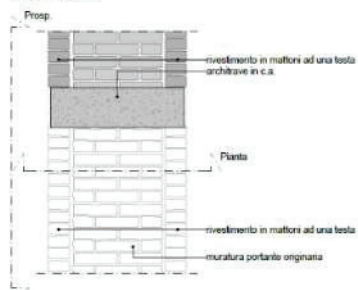 Prosp.
rivestimento in mattoni ad una testa
architrave in c.a.
Pianta
rivestimento in mattoni ad una testa
muratura portante originaria